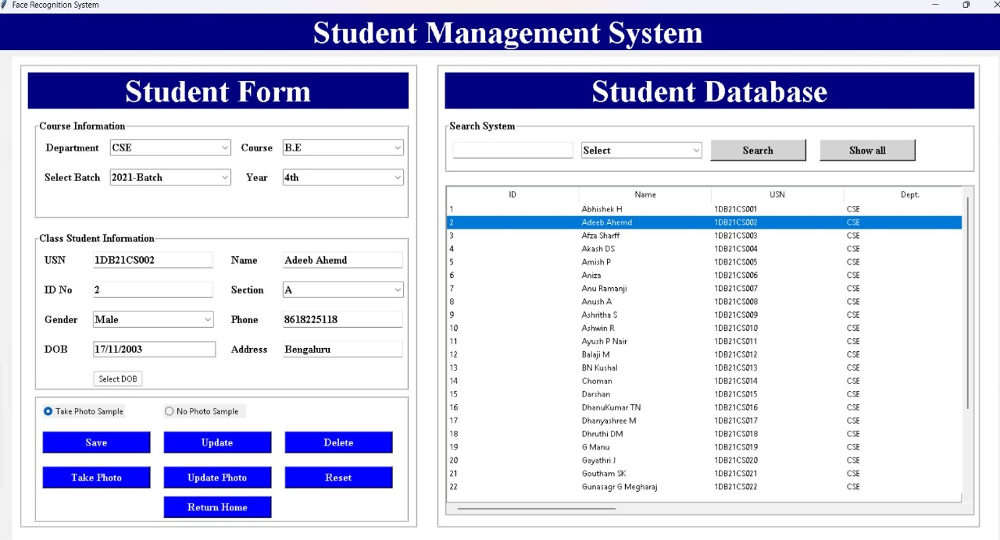 Face Recognition System
Student Management System
Student Form
Course Information
Department CSE Course B.E
Select Batch 2021-Batch Year 4th
Class Student Information
USN 1DB21CS002 Name Adeeb Ahemd
ID No 2 Section A
Gender Male Phone 8618225118
DOB 17/11/2003 Address Bengaluru
Select DOB
Take Photo Sample No Photo Sample
Save Update Delete
Take Photo Update Photo Reset
Return Home
Student Database
Search System
Select Search Show all
ID Name USN Dept.
1 Abhishek H 1DB21CS001 CSE
2 Adeeb Ahemd 1DB21CS002 CSE
3 Afza Sharff 1DB21CS003 CSE
4 Akash DS 1DB21CS004 CSE
5 Amish P 1DB21CS005 CSE
6 Aniza 1DB21CS006 CSE
7 Anu Ramanji 1DB21CS007 CSE
8 Anush A 1DB21CS008 CSE
9 Ashritha S 1DB21CS009 CSE
10 Ashwin R 1DB21CS010 CSE
11 Ayush P Nair 1DB21CS011 CSE
12 Balaji M 1DB21CS012 CSE
13 BN Kushal 1DB21CS013 CSE
14 Choman 1DB21CS014 CSE
15 Darshan 1DB21CS015 CSE
16 DhanuKumar TN 1DB21CS016 CSE
17 Dhanyashree M 1DB21CS017 CSE
18 Dhruthi DM 1DB21CS018 CSE
19 G Manu 1DB21CS019 CSE
20 Gayathri J 1DB21CS020 CSE
21 Goutham SK 1DB21CS021 CSE
22 Gunasagr G Megharaj 1DB21CS022 CSE